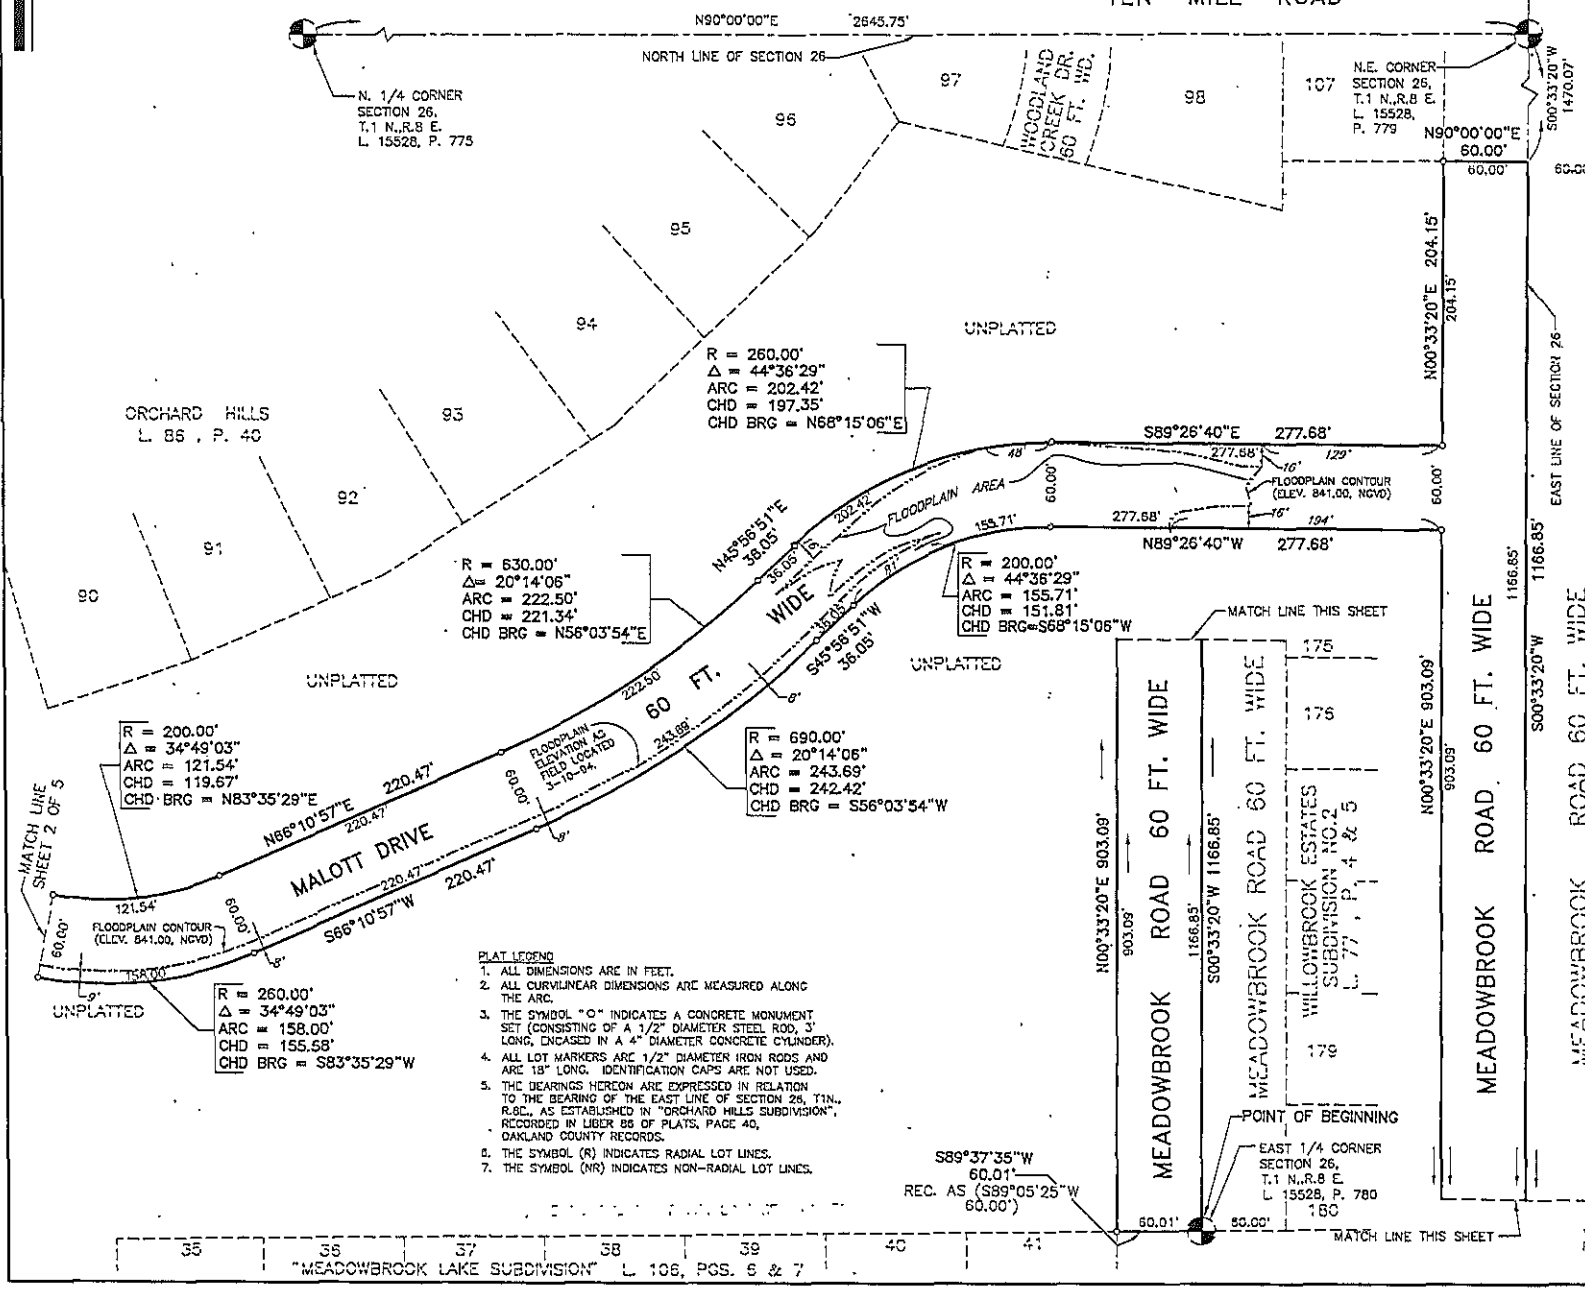 TEN MILE ROAD
N90°00'00"E 2645.75'
NORTH LINE OF SECTION 26
N. 1/4 CORNER
SECTION 26,
T.1 N.,R.8 E.
L. 15528, P. 775
N.E. CORNER
SECTION 26,
T.1 N.,R.8 E.
L. 15528,
P. 779
S00°33'20"W
1470.07'
N90°00'00"E
60.00'
60.00'
WOODLAND
CREEK DR.
60 FT. WD.
97
98
107
96
95
94
93
92
91
90
ORCHARD HILLS
L. 86 , P. 40
UNPLATTED
N00°33'20"E 204.15'
204.15'
EAST LINE OF SECTION 26
R = 260.00'
Δ = 44°36'29"
ARC = 202.42'
CHD = 197.35'
CHD BRG = N68°15'06"E
S89°26'40"E 277.68'
277.68'
48'
129'
16'
FLOODPLAIN CONTOUR
(ELEV. 841.00, NGVD)
16'
194'
60.00'
60.00'
FLOODPLAIN AREA
202.42
155.71'
277.68'
N89°26'40"W 277.68'
N45°56'51"E
36.05'
36.05'
81'
36.05'
S45°56'51"W
36.05'
R = 630.00'
Δ= 20°14'06"
ARC = 222.50'
CHD = 221.34'
CHD BRG = N56°03'54"E
R = 200.00'
Δ = 44°36'29"
ARC = 155.71'
CHD = 151.81'
CHD BRG=S68°15'06"W
UNPLATTED
UNPLATTED
222.50
60 FT. WIDE
8'
243.69'
FLOODPLAIN
ELEVATION AS
FIELD LOCATED
3-10-94.
R = 690.00'
Δ = 20°14'06"
ARC = 243.69'
CHD = 242.42'
CHD BRG = S56°03'54"W
R = 200.00'
Δ = 34°49'03"
ARC = 121.54'
CHD = 119.67'
CHD BRG = N83°35'29"E
MATCH LINE
SHEET 2 OF 5
N66°10'57"E 220.47'
220.47'
60.00'
8'
MALOTT DRIVE
220.47'
S66°10'57"W 220.47'
121.54'
60.00'
60.00'
FLOODPLAIN CONTOUR
(ELEV. 841.00, NGVD)
8'
158.00
9'
UNPLATTED
R = 260.00'
Δ = 34°49'03"
ARC = 158.00'
CHD = 155.58'
CHD BRG = S83°35'29"W
PLAT LEGEND
1. ALL DIMENSIONS ARE IN FEET.
2. ALL CURVILINEAR DIMENSIONS ARE MEASURED ALONG
THE ARC.
3. THE SYMBOL "O" INDICATES A CONCRETE MONUMENT
SET (CONSISTING OF A 1/2" DIAMETER STEEL ROD, 3'
LONG, ENCASED IN A 4" DIAMETER CONCRETE CYLINDER).
4. ALL LOT MARKERS ARE 1/2" DIAMETER IRON RODS AND
ARE 18" LONG. IDENTIFICATION CAPS ARE NOT USED.
5. THE BEARINGS HEREON ARE EXPRESSED IN RELATION
TO THE BEARING OF THE EAST LINE OF SECTION 26, T1N.,
R.8E., AS ESTABLISHED IN "ORCHARD HILLS SUBDIVISION",
RECORDED IN LIBER 86 OF PLATS, PAGE 40,
OAKLAND COUNTY RECORDS.
6. THE SYMBOL (R) INDICATES RADIAL LOT LINES.
7. THE SYMBOL (NR) INDICATES NON-RADIAL LOT LINES.
MATCH LINE THIS SHEET
N00°33'20"E 903.09'
903.09'
MEADOWBROOK ROAD 60 FT. WIDE
1166.85'
S00°33'20"W 1166.85'
MEADOWBROOK ROAD 60 FT. WIDE
175
176
WILLOWBROOK ESTATES
SUBDIVISION NO.2
L. 77 , P. 4 & 5
179
180
N00°33'20"E 903.09'
903.09'
MEADOWBROOK ROAD 60 FT. WIDE
1166.85'
S00°33'20"W 1166.85'
MEADOWBROOK ROAD 60 FT. WIDE
POINT OF BEGINNING
EAST 1/4 CORNER
SECTION 26,
T.1 N.,R.8 E.
L. 15528, P. 780
S89°37'35"W
60.01'
REC. AS (S89°05'25"W
60.00')
60.01'
60.00'
MATCH LINE THIS SHEET
35 36 37 38 39 40 41
"MEADOWBROOK LAKE SUBDIVISION" L. 106, PGS. 6 & 7